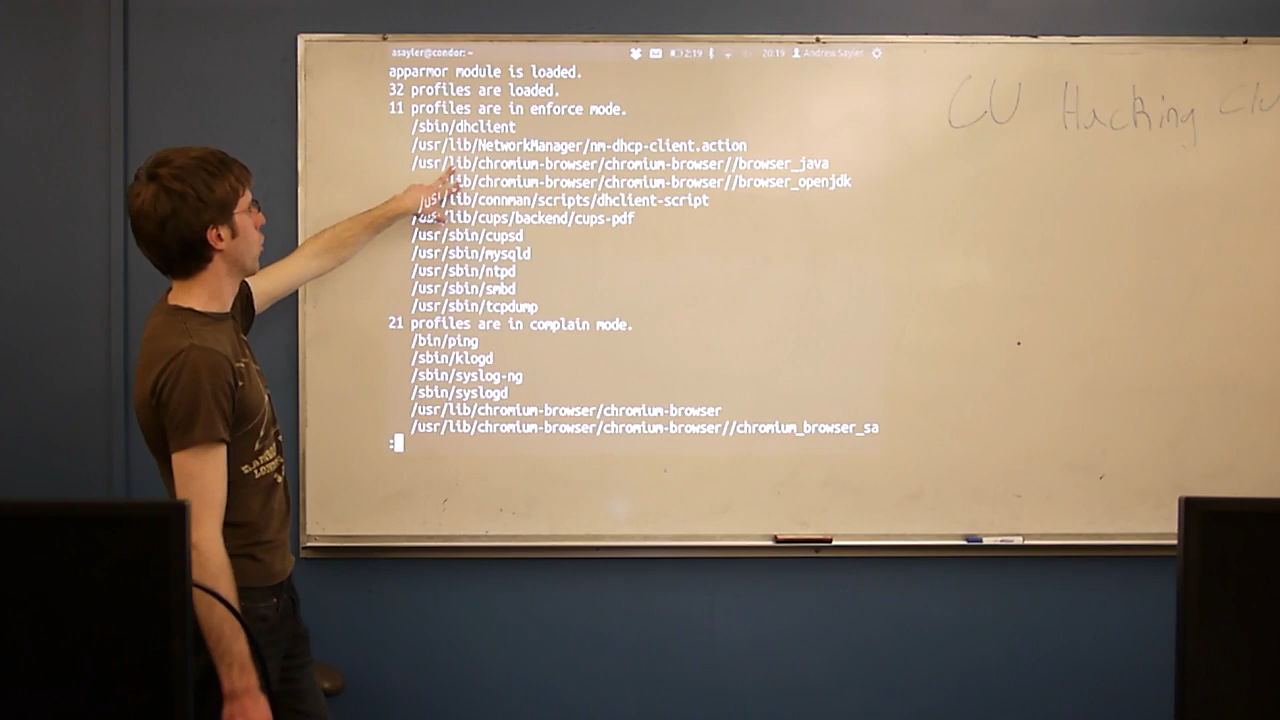 asayler@condor: ~ 2:19 20:19 Andrew Sayler
apparmor module is loaded.
32 profiles are loaded.
11 profiles are in enforce mode.
/sbin/dhclient
/usr/lib/NetworkManager/nm-dhcp-client.action
/usr/lib/chromium-browser/chromium-browser//browser_java
lib/chromium-browser/chromium-browser//browser_openjdk
/usr/lib/connman/scripts/dhclient-script
/usr/lib/cups/backend/cups-pdf
/usr/sbin/cupsd
/usr/sbin/mysqld
/usr/sbin/ntpd
/usr/sbin/smbd
/usr/sbin/tcpdump
21 profiles are in complain mode.
/bin/ping
/sbin/klogd
/sbin/syslog-ng
/sbin/syslogd
/usr/lib/chromium-browser/chromium-browser
/usr/lib/chromium-browser/chromium-browser//chromium_browser_sa
:
CU Hacking Clu